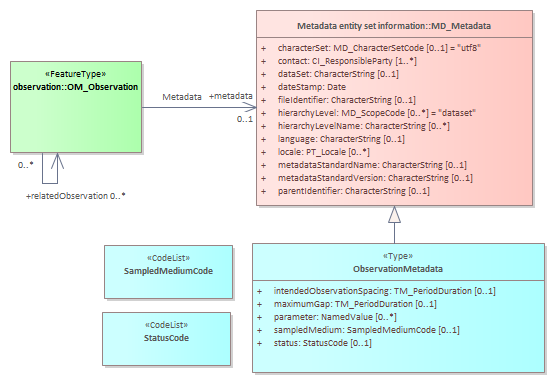 Metadata entity set information::MD_Metadata
+ characterSet: MD_CharacterSetCode [0..1] = "utf8"
+ contact: CI_ResponsibleParty [1..*]
+ dataSet: CharacterString [0..1]
+ dateStamp: Date
+ fileIdentifier: CharacterString [0..1]
+ hierarchyLevel: MD_ScopeCode [0..*] = "dataset"
+ hierarchyLevelName: CharacterString [0..*]
+ language: CharacterString [0..1]
+ locale: PT_Locale [0..*]
+ metadataStandardName: CharacterString [0..1]
+ metadataStandardVersion: CharacterString [0..1]
+ parentIdentifier: CharacterString [0..1]
«FeatureType»
observation::OM_Observation
Metadata +metadata
0..1
0..*
+relatedObservation 0..*
«CodeList»
SampledMediumCode
«CodeList»
StatusCode
«Type»
ObservationMetadata
+ intendedObservationSpacing: TM_PeriodDuration [0..1]
+ maximumGap: TM_PeriodDuration [0..1]
+ parameter: NamedValue [0..*]
+ sampledMedium: SampledMediumCode [0..1]
+ status: StatusCode [0..1]